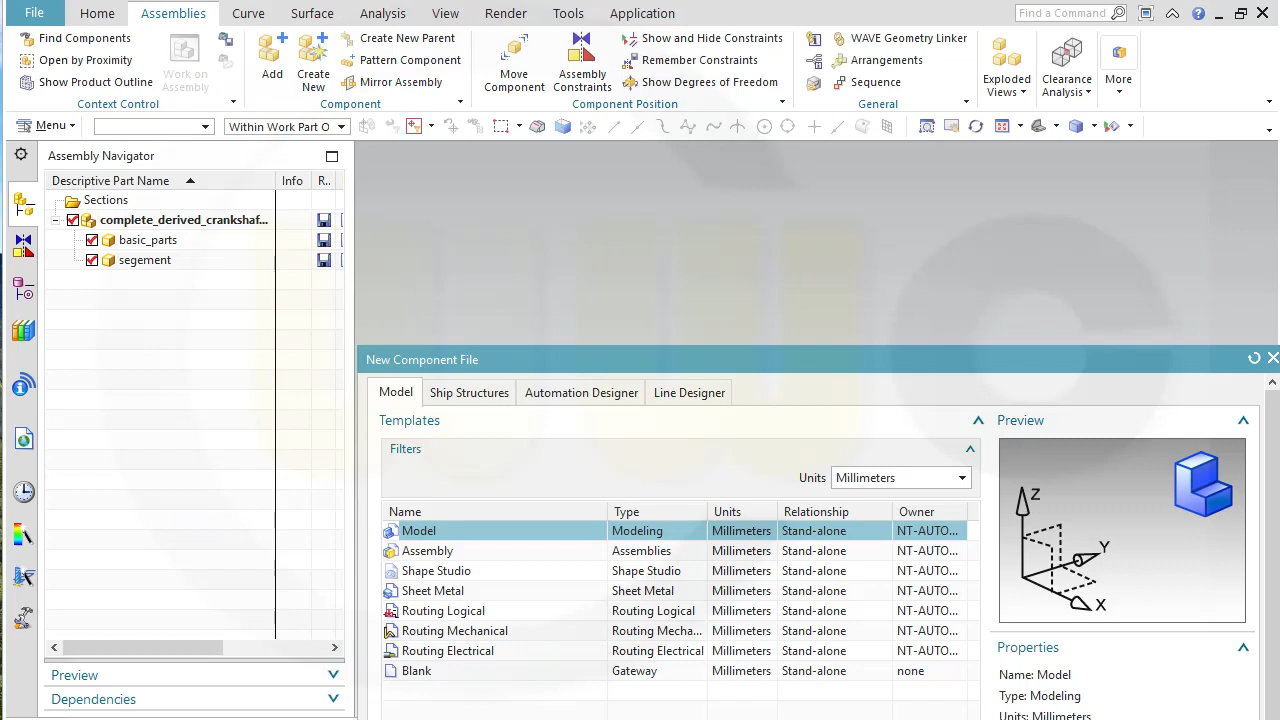 File Home Assemblies Curve Surface Analysis View Render Tools Application Find a Command
Find Components Create New Parent Show and Hide Constraints WAVE Geometry Linker
Open by Proximity Work on Assembly Add Create New Pattern Component Move Component Assembly Constraints Remember Constraints Arrangements Exploded Views Clearance Analysis More
Show Product Outline Mirror Assembly Show Degrees of Freedom Sequence
Context Control Component Component Position General
Menu Within Work Part O
Assembly Navigator
Descriptive Part Name Info R..
Sections
complete_derived_crankshaf...
basic_parts
segement
New Component File
Model Ship Structures Automation Designer Line Designer
Templates Preview
Filters
Units Millimeters
Name Type Units Relationship Owner
Model Modeling Millimeters Stand-alone NT-AUTO...
Assembly Assemblies Millimeters Stand-alone NT-AUTO...
Shape Studio Shape Studio Millimeters Stand-alone NT-AUTO...
Sheet Metal Sheet Metal Millimeters Stand-alone NT-AUTO...
Routing Logical Routing Logical Millimeters Stand-alone NT-AUTO...
Routing Mechanical Routing Mecha... Millimeters Stand-alone NT-AUTO...
Routing Electrical Routing Electrical Millimeters Stand-alone NT-AUTO...
Blank Gateway Millimeters Stand-alone none
Z
Y
X
Properties
Name: Model
Type: Modeling
Units: Millimeters
Preview
Dependencies